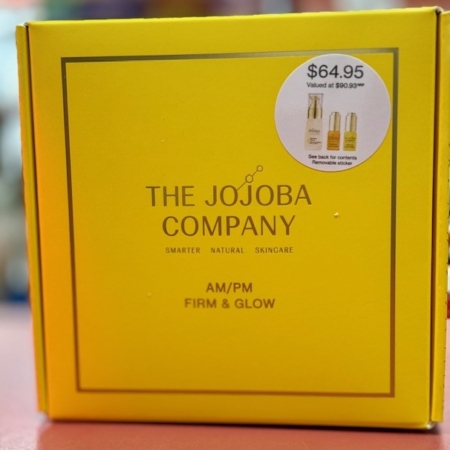 $64.95
Valued at $90.93
See back for contents
Removable sticker
THE JOJOBA
COMPANY
SMARTER NATURAL SKINCARE
AM/PM
FIRM & GLOW